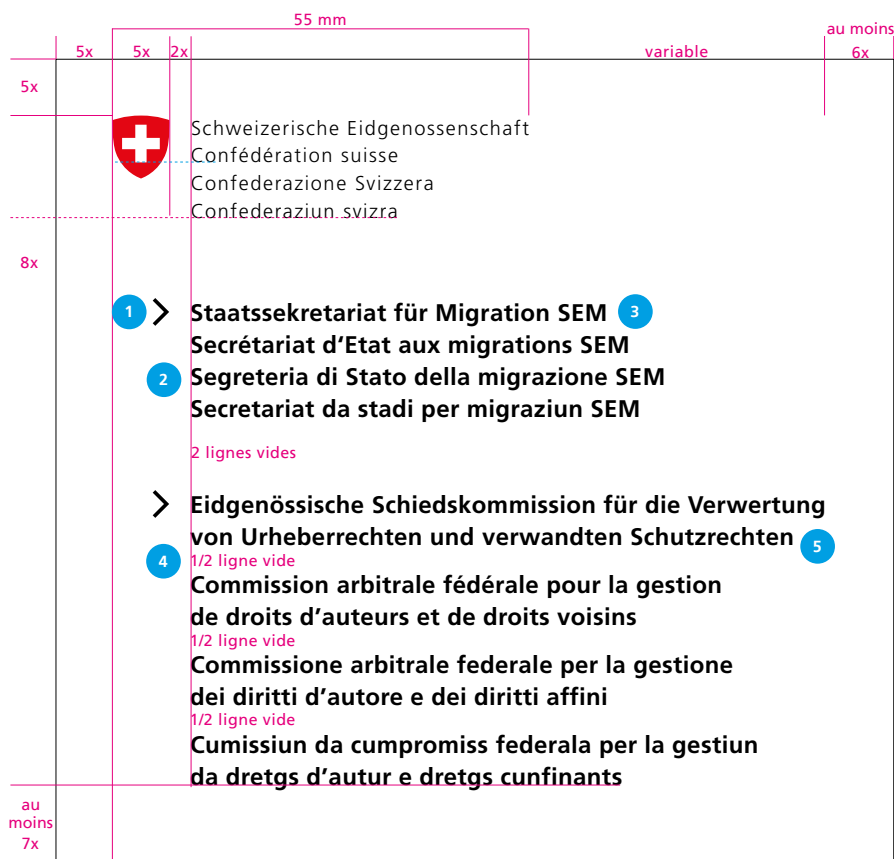 55 mm
au moins
5x
5x
2x
variable
6x
5x
Schweizerische Eidgenossenschaft
Confédération suisse
Confederazione Svizzera
Confederaziun svizra
8x
1
Staatssekretariat für Migration SEM
3
Secrétariat d‘Etat aux migrations SEM
2
Segreteria di Stato della migrazione SEM
Secretariat da stadi per migraziun SEM
2 lignes vides
Eidgenössische Schiedskommission für die Verwertung
von Urheberrechten und verwandten Schutzrechten
5
4
1/2 ligne vide
Commission arbitrale fédérale pour la gestion
de droits d’auteurs et de droits voisins
1/2 ligne vide
Commissione arbitrale federale per la gestione
dei diritti d’autore e dei diritti affini
1/2 ligne vide
Cumissiun da cumpromiss federala per la gestiun
da dretgs d’autur e dretgs cunfinants
au
moins
7x